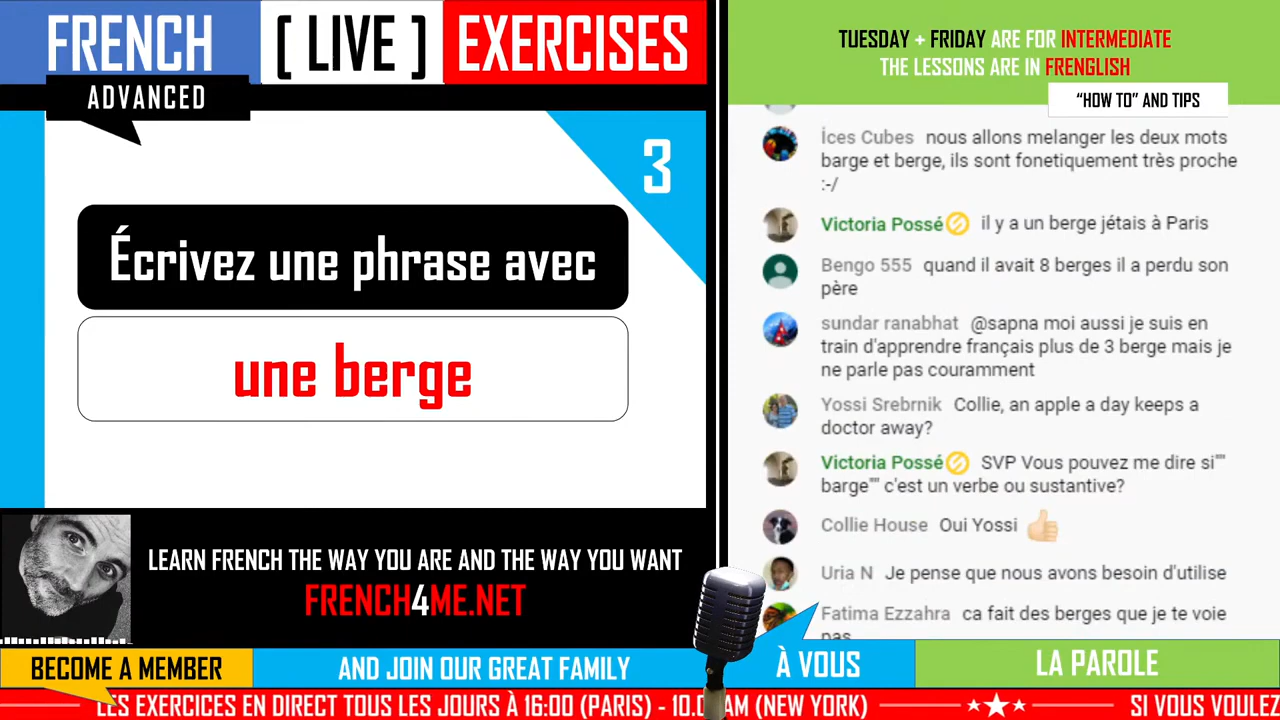 FRENCH [ LIVE ] EXERCISES
ADVANCED
3
Écrivez une phrase avec
une berge
LEARN FRENCH THE WAY YOU ARE AND THE WAY YOU WANT
FRENCH4ME.NET
TUESDAY + FRIDAY ARE FOR INTERMEDIATE
THE LESSONS ARE IN FRENGLISH
“HOW TO” AND TIPS
İces Cubes nous allons melanger les deux mots
barge et berge, ils sont fonetiquement très proche
:-/
Victoria Possé il y a un berge jétais à Paris
Bengo 555 quand il avait 8 berges il a perdu son
père
sundar ranabhat @sapna moi aussi je suis en
train d'apprendre français plus de 3 berge mais je
ne parle pas couramment
Yossi Srebrnik Collie, an apple a day keeps a
doctor away?
Victoria Possé SVP Vous pouvez me dire si""
barge"" c'est un verbe ou sustantive?
Collie House Oui Yossi
Uria N Je pense que nous avons besoin d'utilise
Fatima Ezzahra ca fait des berges que je te voie
pas
BECOME A MEMBER AND JOIN OUR GREAT FAMILY À VOUS LA PAROLE
LES EXERCICES EN DIRECT TOUS LES JOURS À 16:00 (PARIS) - 10.0 AM (NEW YORK) SI VOUS VOULEZ